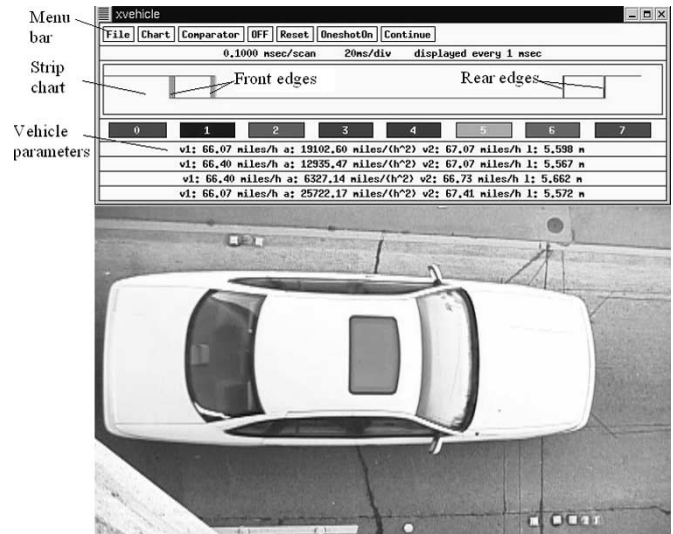 xvehicle
Menu bar
File Chart Comparator OFF Reset OneshotOn Continue
0.1000 msec/scan 20ms/div displayed every 1 msec
Strip chart
Front edges
Rear edges
0 1 2 3 4 5 6 7
Vehicle parameters
v1: 66.07 miles/h a: 19102.60 miles/(h^2) v2: 67.07 miles/h l: 5.598 m
v1: 66.40 miles/h a: 12935.47 miles/(h^2) v2: 67.07 miles/h l: 5.567 m
v1: 66.40 miles/h a: 6327.14 miles/(h^2) v2: 66.73 miles/h l: 5.662 m
v1: 66.07 miles/h a: 25722.17 miles/(h^2) v2: 67.41 miles/h l: 5.572 m